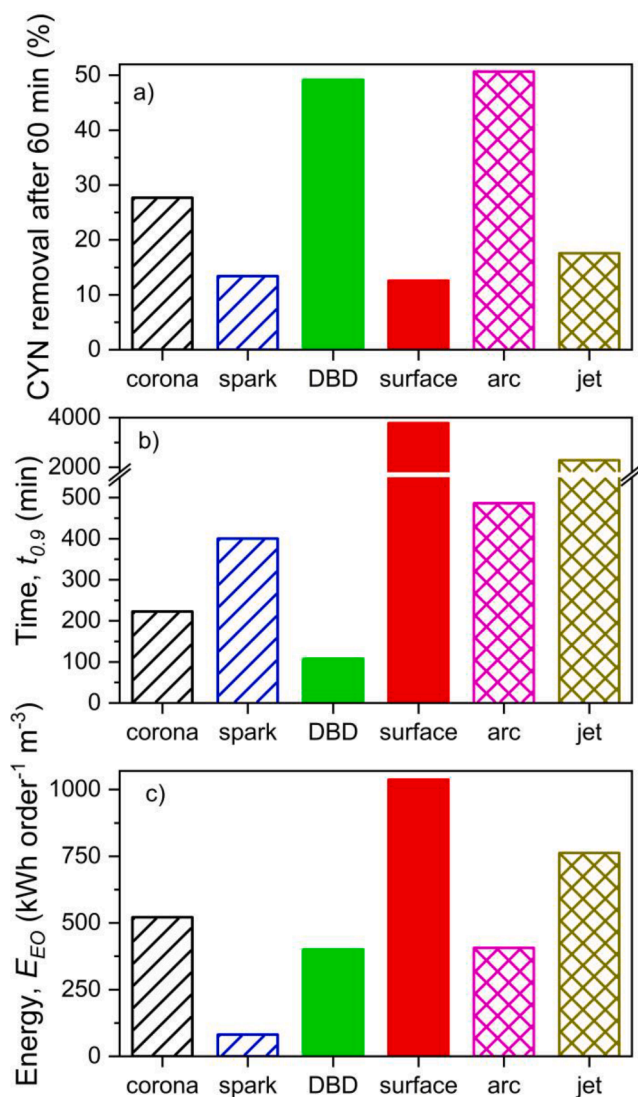 CYN removal after 60 min (%)
a)
50
40
30
20
10
0
corona spark DBD surface arc jet
Time, t0.9 (min)
b)
4000
2000
500
400
300
200
100
0
corona spark DBD surface arc jet
Energy, EEO (kWh order-1 m-3)
c)
1000
750
500
250
0
corona spark DBD surface arc jet